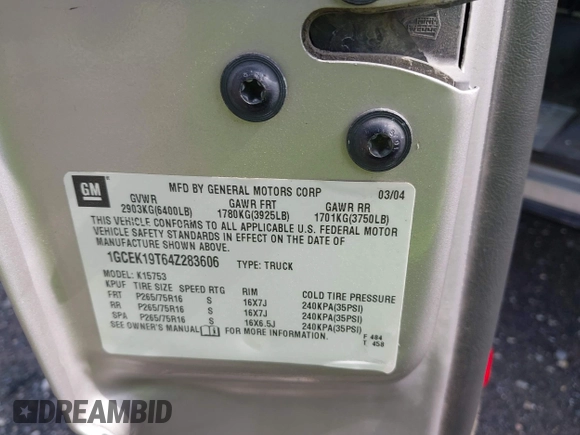 GM
MFD BY GENERAL MOTORS CORP 03/04
GVWR GAWR FRT GAWR RR
2903KG(6400LB) 1780KG(3925LB) 1701KG(3750LB)
THIS VEHICLE CONFORMS TO ALL APPLICABLE U.S. FEDERAL MOTOR
VEHICLE SAFETY STANDARDS IN EFFECT ON THE DATE OF
MANUFACTURE SHOWN ABOVE.
1GCEK19T64Z283606 TYPE: TRUCK
MODEL: K15753
KPUF TIRE SIZE SPEED RTG RIM COLD TIRE PRESSURE
FRT P265/75R16 S 16X7J 240KPA(35PSI)
RR P265/75R16 S 16X7J 240KPA(35PSI)
SPA P265/75R16 S 16X6.5J 240KPA(35PSI)
SEE OWNER'S MANUAL FOR MORE INFORMATION.
F 484
T 458
DREAMBID